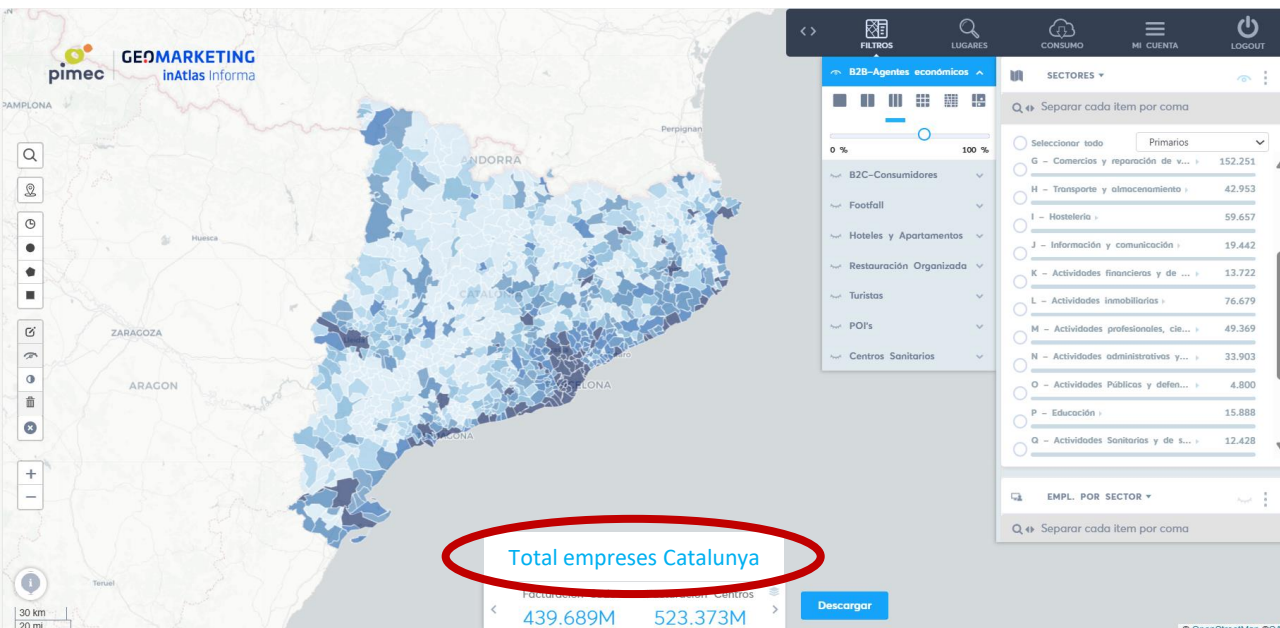 pimec
GEOMARKETING
inAtlas Informa
PAMPLONA
Perpignan
ANDORRA
Huesca
CATALONIA
ZARAGOZA
ARAGON
BARCELONA
TARRAGONA
Teruel
30 km
20 mi
FILTROS
LUGARES
CONSUMO
MI CUENTA
LOGOUT
B2B-Agentes económicos
0 %
100 %
B2C-Consumidores
Footfall
Hoteles y Apartamentos
Restauración Organizada
Turistas
POI's
Centros Sanitarios
SECTORES
Separar cada item por coma
Seleccionar todo
Primarios
G - Comercios y reparación de v... 152.251
H - Transporte y almacenamiento 42.953
I - Hostelería 59.657
J - Información y comunicación 19.442
K - Actividades financieras y de ... 13.722
L - Actividades inmobiliarias 76.679
M - Actividades profesionales, cie... 49.369
N - Actividades administrativas y... 33.903
O - Actividades Públicas y defen... 4.800
P - Educación 15.888
Q - Actividades Sanitarias y de s... 12.428
EMPL. POR SECTOR
Separar cada item por coma
Total empreses Catalunya
Facturación
Centros
439.689M
523.373M
Descargar
© OpenStreetMap